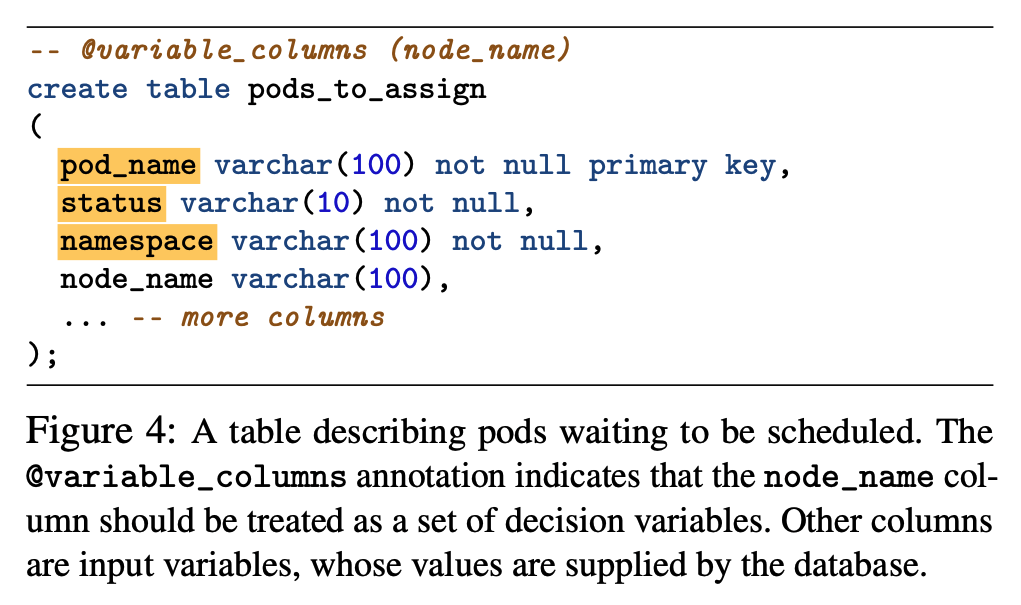 -- @variable_columns (node_name)
create table pods_to_assign
(
pod_name varchar(100) not null primary key,
status varchar(10) not null,
namespace varchar(100) not null,
node_name varchar(100),
... -- more columns
);
Figure 4: A table describing pods waiting to be scheduled. The
@variable_columns annotation indicates that the node_name col-
umn should be treated as a set of decision variables. Other columns
are input variables, whose values are supplied by the database.